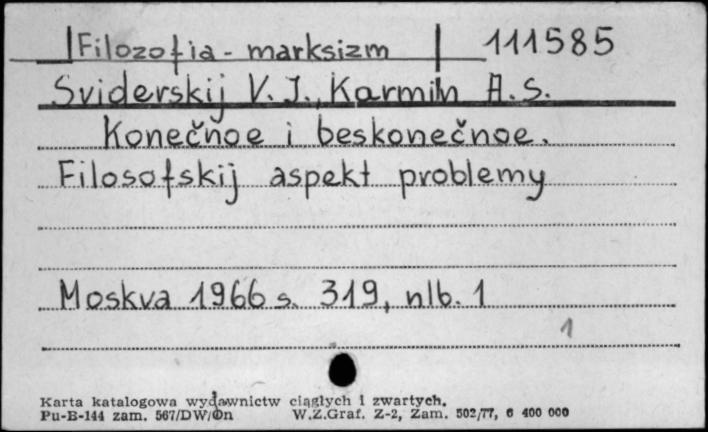 Filozofia - marksizm 111585
Sviderskij V. J., Karmin A. S.
Konečnoe i beskonečnoe.
Filosofskij aspekt problemy
Moskva 1966 s. 319, nlb. 1
1
Karta katalogowa wydawnictw ciągłych i zwartych.
Pu-B-144 zam. 567/DW/Øn W.Z.Graf. Z-2, Zam. 502/77, 6 400 000